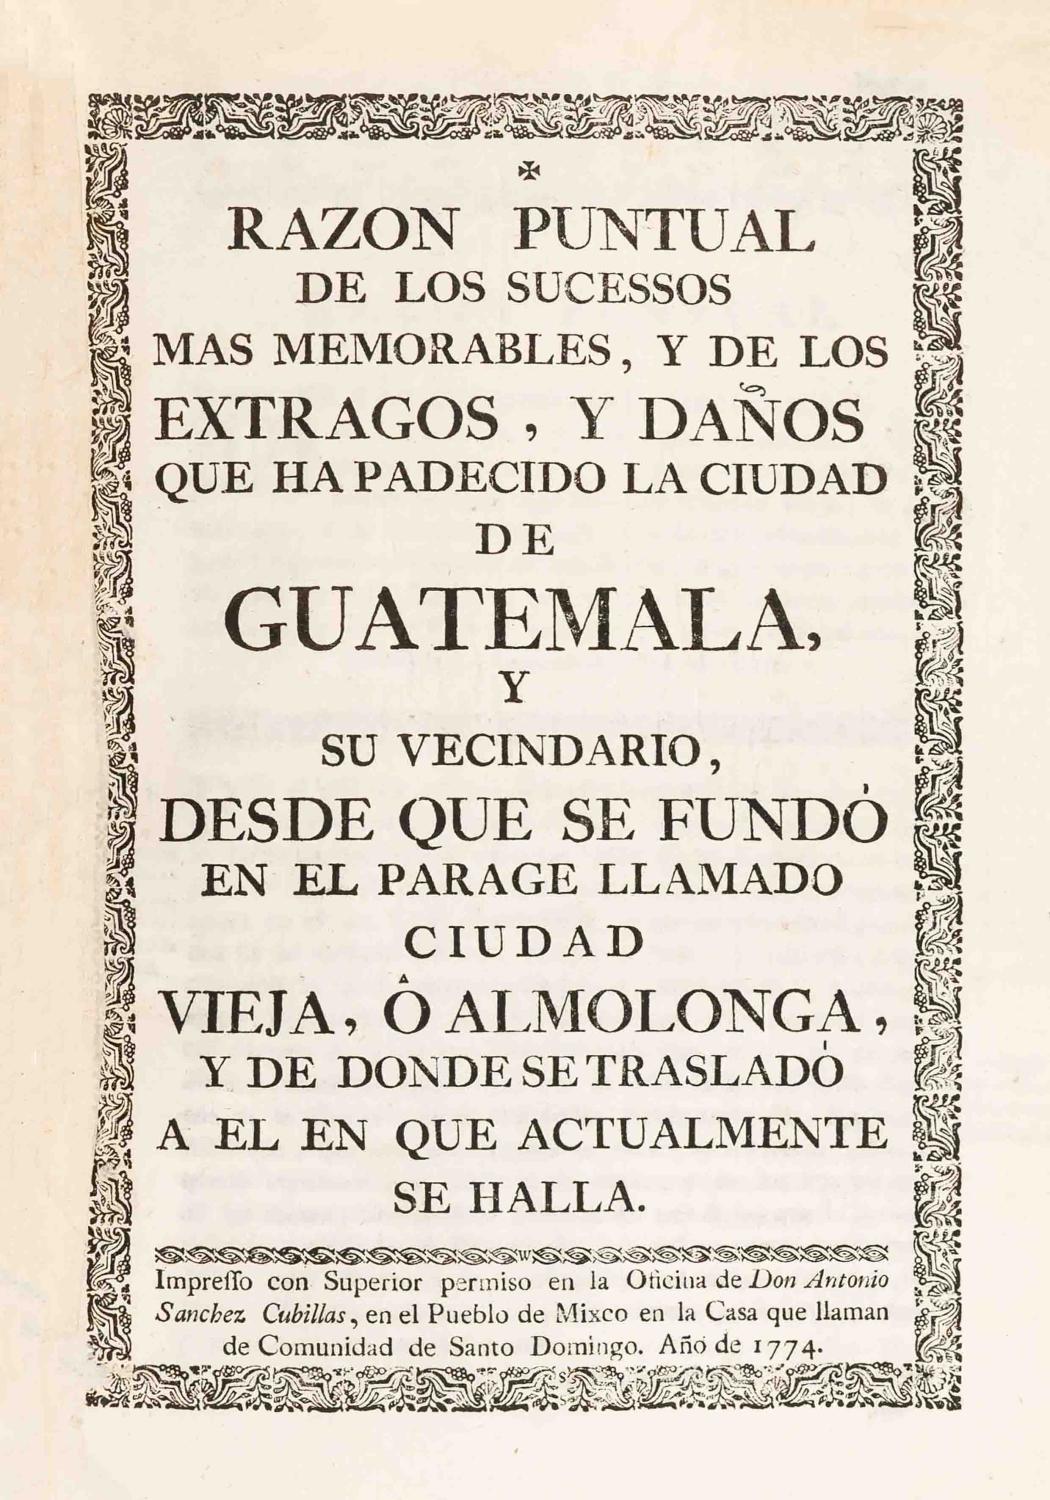 ✠
RAZON PUNTUAL
DE LOS SUCESSOS
MAS MEMORABLES, Y DE LOS
EXTRAGOS, Y DAÑOS
QUE HA PADECIDO LA CIUDAD
DE
GUATEMALA,
Y
SU VECINDARIO,
DESDE QUE SE FUNDÓ
EN EL PARAGE LLAMADO
CIUDAD
VIEJA, Ô ALMOLONGA,
Y DE DONDE SE TRASLADÓ
A EL EN QUE ACTUALMENTE
SE HALLA.
Impreſſo con Superior permiso en la Oficina de Don Antonio
Sanchez Cubillas, en el Pueblo de Mixco en la Casa que llaman
de Comunidad de Santo Domingo. Año de 1774.